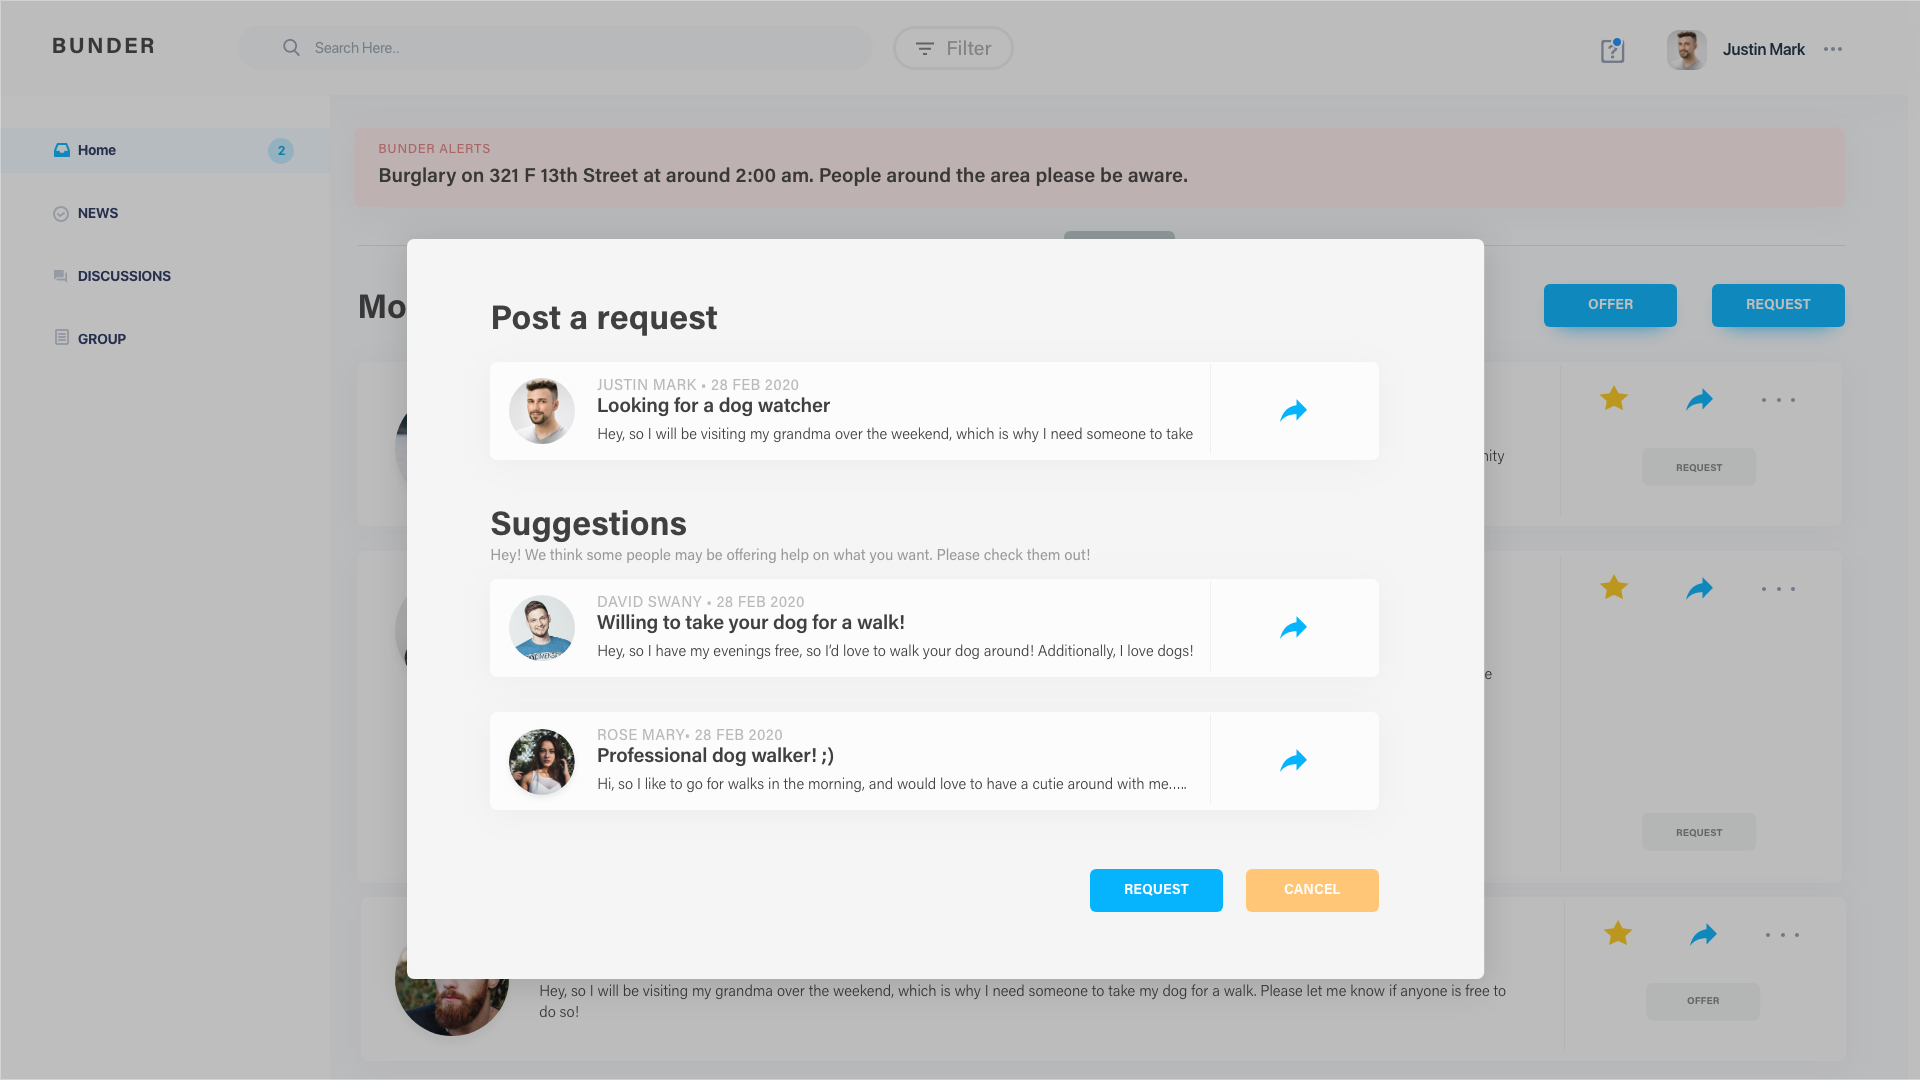 BUNDER
Search Here..
Filter
Justin Mark
Home
2
NEWS
DISCUSSIONS
GROUP
BUNDER ALERTS
Burglary on 321 F 13th Street at around 2:00 am. People around the area please be aware.
Mo
OFFER
REQUEST
Post a request
JUSTIN MARK • 28 FEB 2020
Looking for a dog watcher
Hey, so I will be visiting my grandma over the weekend, which is why I need someone to take
Suggestions
Hey! We think some people may be offering help on what you want. Please check them out!
DAVID SWANY • 28 FEB 2020
Willing to take your dog for a walk!
Hey, so I have my evenings free, so I’d love to walk your dog around! Additionally, I love dogs!
ROSE MARY• 28 FEB 2020
Professional dog walker! ;)
Hi, so I like to go for walks in the morning, and would love to have a cutie around with me.....
REQUEST
CANCEL
nity
REQUEST
e
REQUEST
Hey, so I will be visiting my grandma over the weekend, which is why I need someone to take my dog for a walk. Please let me know if anyone is free to
do so!
OFFER